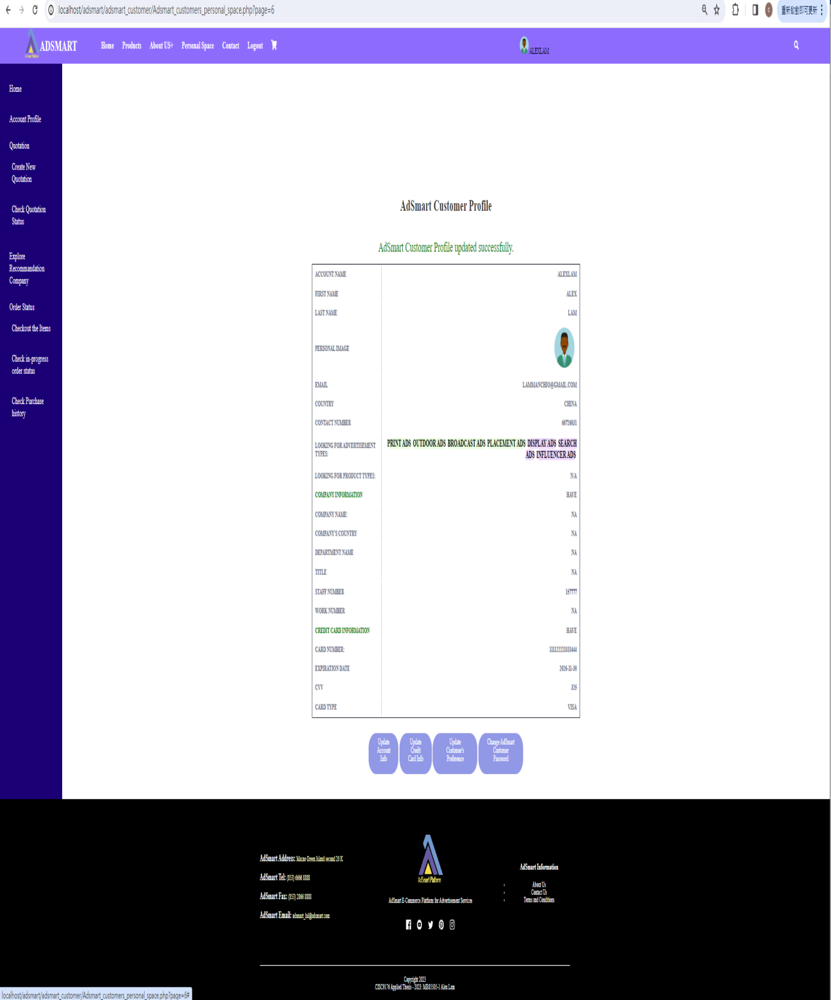 localhost/adsmart/adsmart_customer/Adsmart_customers_personal_space.php?page=6
重新啟動即可更新
ADSMART
AdSmart Platform
Home Products About US+ Personal Space Contact Logout
ALEXLAM
Home
Account Profile
Quotation
Create New
Quotation
Check Quotation
Status
Explore
Recommandation
Company
Order Status
Checkout the Items
Check in-progress
order status
Check Purchase
history
AdSmart Customer Profile
AdSmart Customer Profile updated successfully.
ACCOUNT NAME ALEXLAM
FIRST NAME ALEX
LAST NAME LAM
PERSONAL IMAGE
EMAIL LAMMANCHIO@GMAIL.COM
COUNTRY CHINA
CONTACT NUMBER 66726031
LOOKING FOR ADVERTISEMENT
TYPES:
PRINT ADS OUTDOOR ADS BROADCAST ADS PLACEMENT ADS DISPLAY ADS SEARCH
ADS INFLUENCER ADS
LOOKING FOR PRODUCT TYPES: N/A
COMPANY INFORMATION HAVE
COMPANY NAME: NA
COMPANY'S COUNTRY NA
DEPARTMENT NAME NA
TITLE NA
STAFF NUMBER 157777
WORK NUMBER NA
CREDIT CARD INFORMATION HAVE
CARD NUMBER:
EXPIRATION DATE 2026-11-30
CVV 325
CARD TYPE VISA
Update
Account
Info
Update
Credit
Card Info
Update
Customer's
Preference
Change AdSmart
Customer
Password
AdSmart Address: Macao Green Island second 20 K
AdSmart Tel: (853) 6666 8888
AdSmart Fax: (853) 2866 8888
AdSmart Email: adsmart_hd@adsmart.com
AdSmart Platform
AdSmart E-Commerce Platform for Advertisement Services
AdSmart Information
About Us
Contact Us
Terms and Conditions
Copyright 2023
CISC9176 Applied Thesis - 2023: MB85505-1 Alex Lam
localhost/adsmart/adsmart_customer/Adsmart_customers_personal_space.php?page=6#